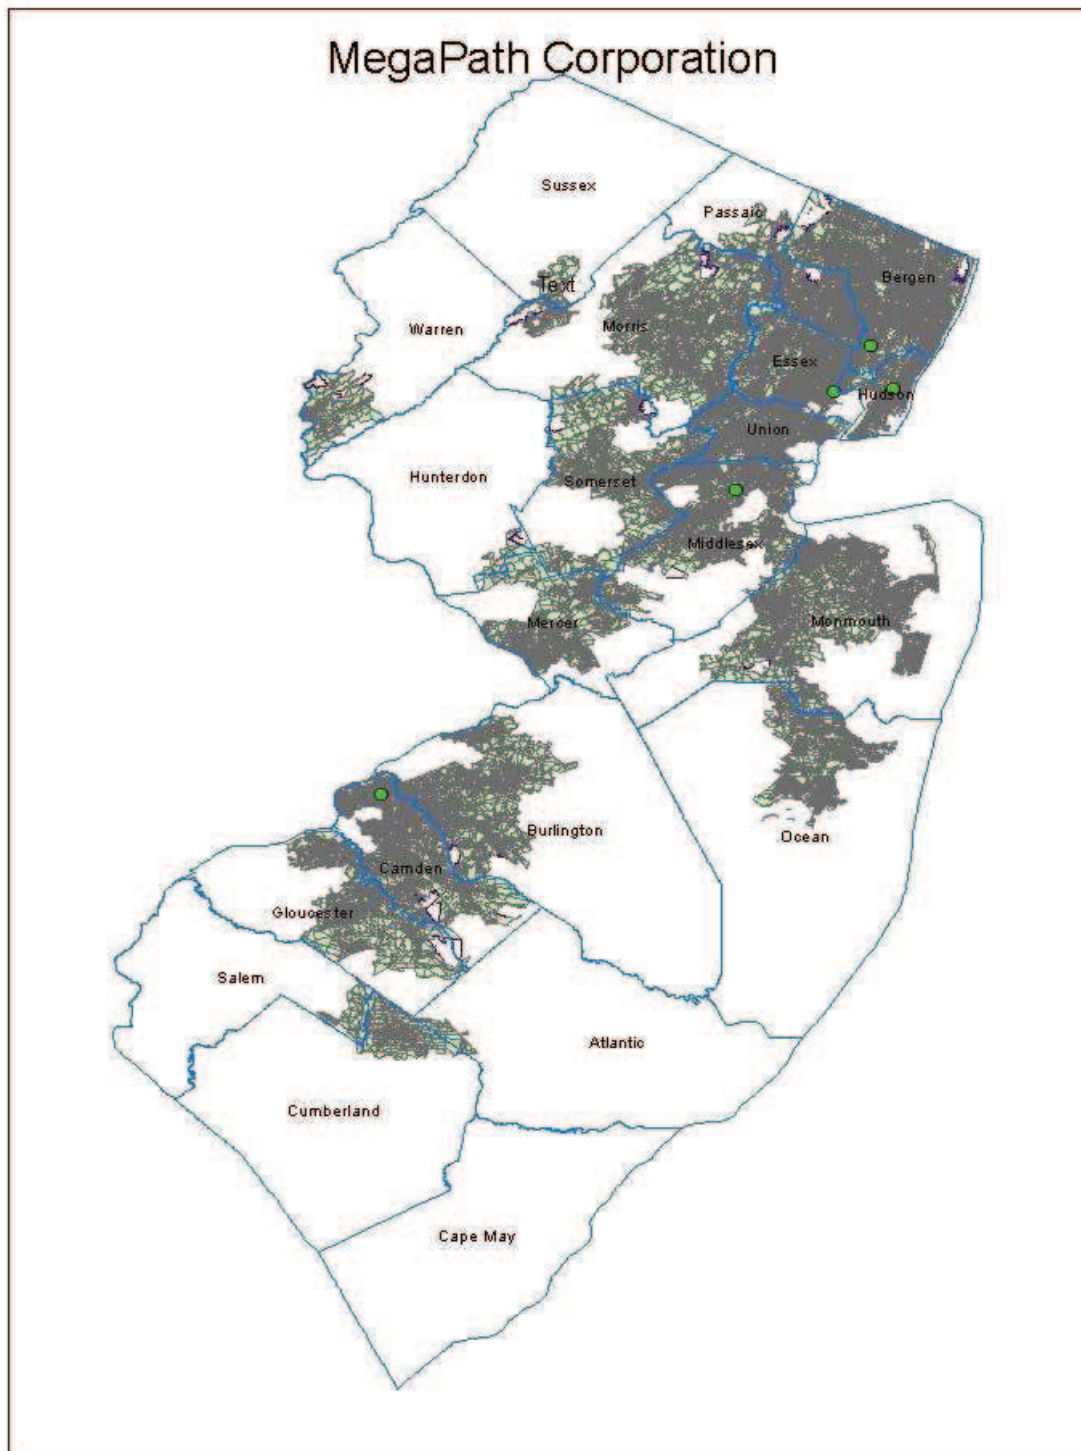 MegaPath Corporation
Sussex
Passaic
Bergen
Text
Warren
Morris
Essex
Hudson
Union
Hunterdon
Somerset
Middlesex
Mercer
Monmouth
Burlington
Ocean
Camden
Gloucester
Salem
Atlantic
Cumberland
Cape May